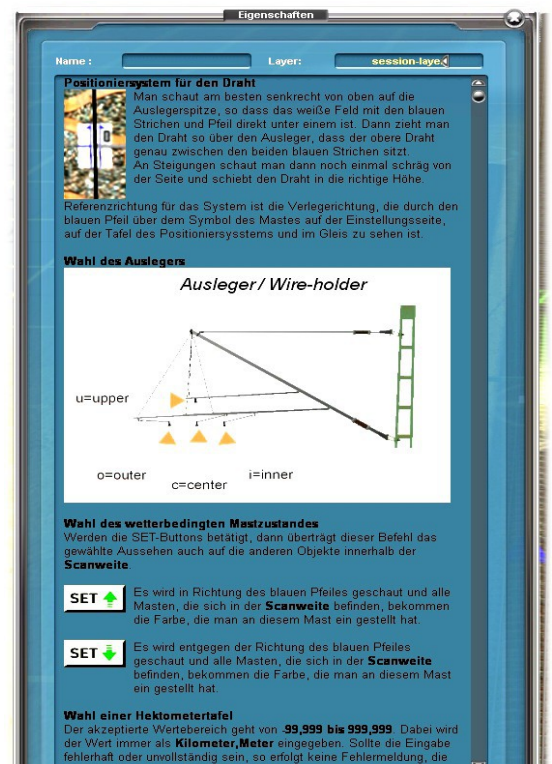 Eigenschaften
Name :
Layer:
session-laye
Positioniersystem für den Draht
Man schaut am besten senkrecht von oben auf die
Auslegerspitze, so dass das weiße Feld mit den blauen
Strichen und Pfeil direkt unter einem ist. Dann zieht man
den Draht so über den Ausleger, dass der obere Draht
genau zwischen den beiden blauen Strichen sitzt.
An Steigungen schaut man dann noch einmal schräg von
der Seite und schiebt den Draht in die richtige Höhe.
Referenzrichtung für das System ist die Verlegerichtung, die durch den
blauen Pfeil über dem Symbol des Mastes auf der Einstellungsseite,
auf der Tafel des Positioniersysstems und im Gleis zu sehen ist.
Wahl des Auslegers
Ausleger / Wire-holder
u=upper
o=outer
c=center
i=inner
Wahl des wetterbedingten Mastzustandes
Werden die SET-Buttons betätigt, dann überträgt dieser Befehl das
gewählte Aussehen auch auf die anderen Objekte innerhalb der
Scanweite.
SET
Es wird in Richtung des blauen Pfeiles geschaut und alle
Masten, die sich in der Scanweite befinden, bekommen
die Farbe, die man an diesem Mast ein gestellt hat.
SET
Es wird entgegen der Richtung des blauen Pfeiles
geschaut und alle Masten, die sich in der Scanweite
befinden, bekommen die Farbe, die man an diesem Mast
ein gestellt hat.
Wahl einer Hektometertafel
Der akzeptierte Wertebereich geht von -99,999 bis 999,999. Dabei wird
der Wert immer als Kilometer,Meter eingegeben. Sollte die Eingabe
fehlerhaft oder unvollständig sein, so erfolgt keine Fehlermeldung, die